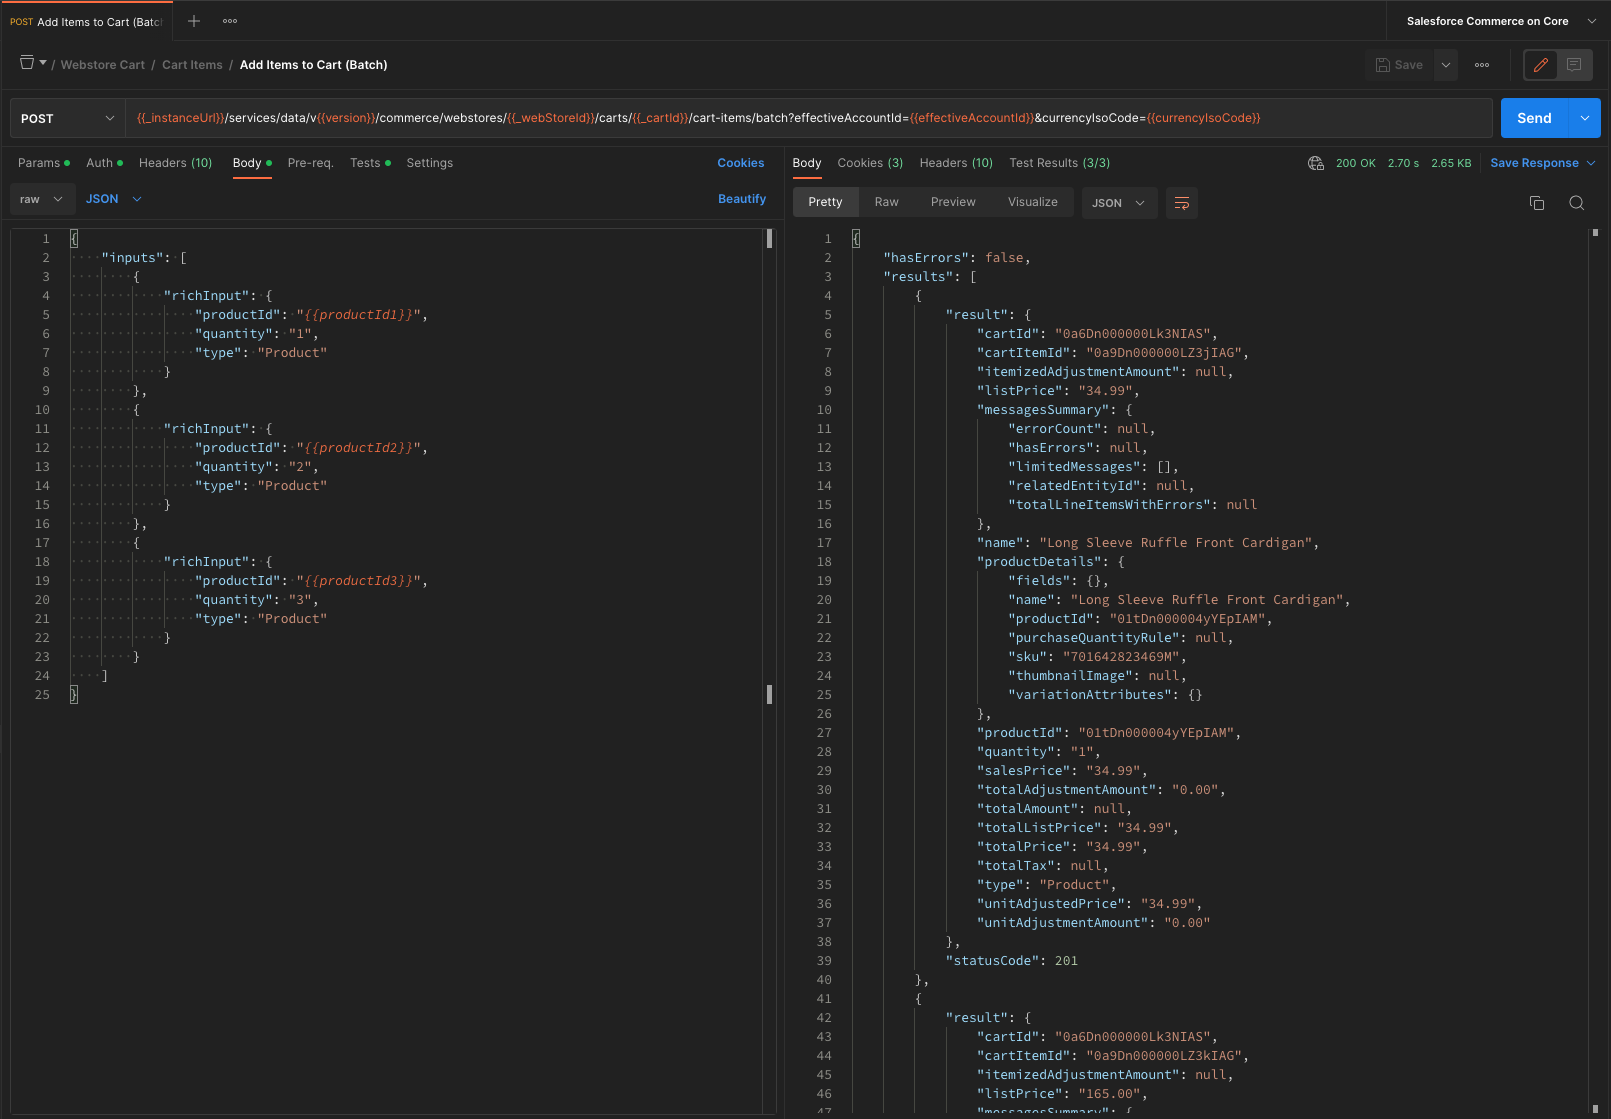 POST Add Items to Cart (Batc
Salesforce Commerce on Core
/ Webstore Cart / Cart Items / Add Items to Cart (Batch)
Save
POST
{{_instanceUrl}}/services/data/v{{version}}/commerce/webstores/{{_webStoreId}}/carts/{{_cartId}}/cart-items/batch?effectiveAccountId={{effectiveAccountId}}&currencyIsoCode={{currencyIsoCode}}
Send
Params Auth Headers (10) Body Pre-req. Tests Settings Cookies
raw JSON Beautify
1 {
2 "inputs": [
3 {
4 "richInput": {
5 "productId": "{{productId1}}",
6 "quantity": "1",
7 "type": "Product"
8 }
9 },
10 {
11 "richInput": {
12 "productId": "{{productId2}}",
13 "quantity": "2",
14 "type": "Product"
15 }
16 },
17 {
18 "richInput": {
19 "productId": "{{productId3}}",
20 "quantity": "3",
21 "type": "Product"
22 }
23 }
24 ]
25 }
Body Cookies (3) Headers (10) Test Results (3/3) 200 OK 2.70 s 2.65 KB Save Response
Pretty Raw Preview Visualize JSON
1 {
2 "hasErrors": false,
3 "results": [
4 {
5 "result": {
6 "cartId": "0a6Dn000000Lk3NIAS",
7 "cartItemId": "0a9Dn000000LZ3jIAG",
8 "itemizedAdjustmentAmount": null,
9 "listPrice": "34.99",
10 "messagesSummary": {
11 "errorCount": null,
12 "hasErrors": null,
13 "limitedMessages": [],
14 "relatedEntityId": null,
15 "totalLineItemsWithErrors": null
16 },
17 "name": "Long Sleeve Ruffle Front Cardigan",
18 "productDetails": {
19 "fields": {},
20 "name": "Long Sleeve Ruffle Front Cardigan",
21 "productId": "01tDn000004yYEpIAM",
22 "purchaseQuantityRule": null,
23 "sku": "701642823469M",
24 "thumbnailImage": null,
25 "variationAttributes": {}
26 },
27 "productId": "01tDn000004yYEpIAM",
28 "quantity": "1",
29 "salesPrice": "34.99",
30 "totalAdjustmentAmount": "0.00",
31 "totalAmount": null,
32 "totalListPrice": "34.99",
33 "totalPrice": "34.99",
34 "totalTax": null,
35 "type": "Product",
36 "unitAdjustedPrice": "34.99",
37 "unitAdjustmentAmount": "0.00"
38 },
39 "statusCode": 201
40 },
41 {
42 "result": {
43 "cartId": "0a6Dn000000Lk3NIAS",
44 "cartItemId": "0a9Dn000000LZ3kIAG",
45 "itemizedAdjustmentAmount": null,
46 "listPrice": "165.00",
47 "messagesSummary": {